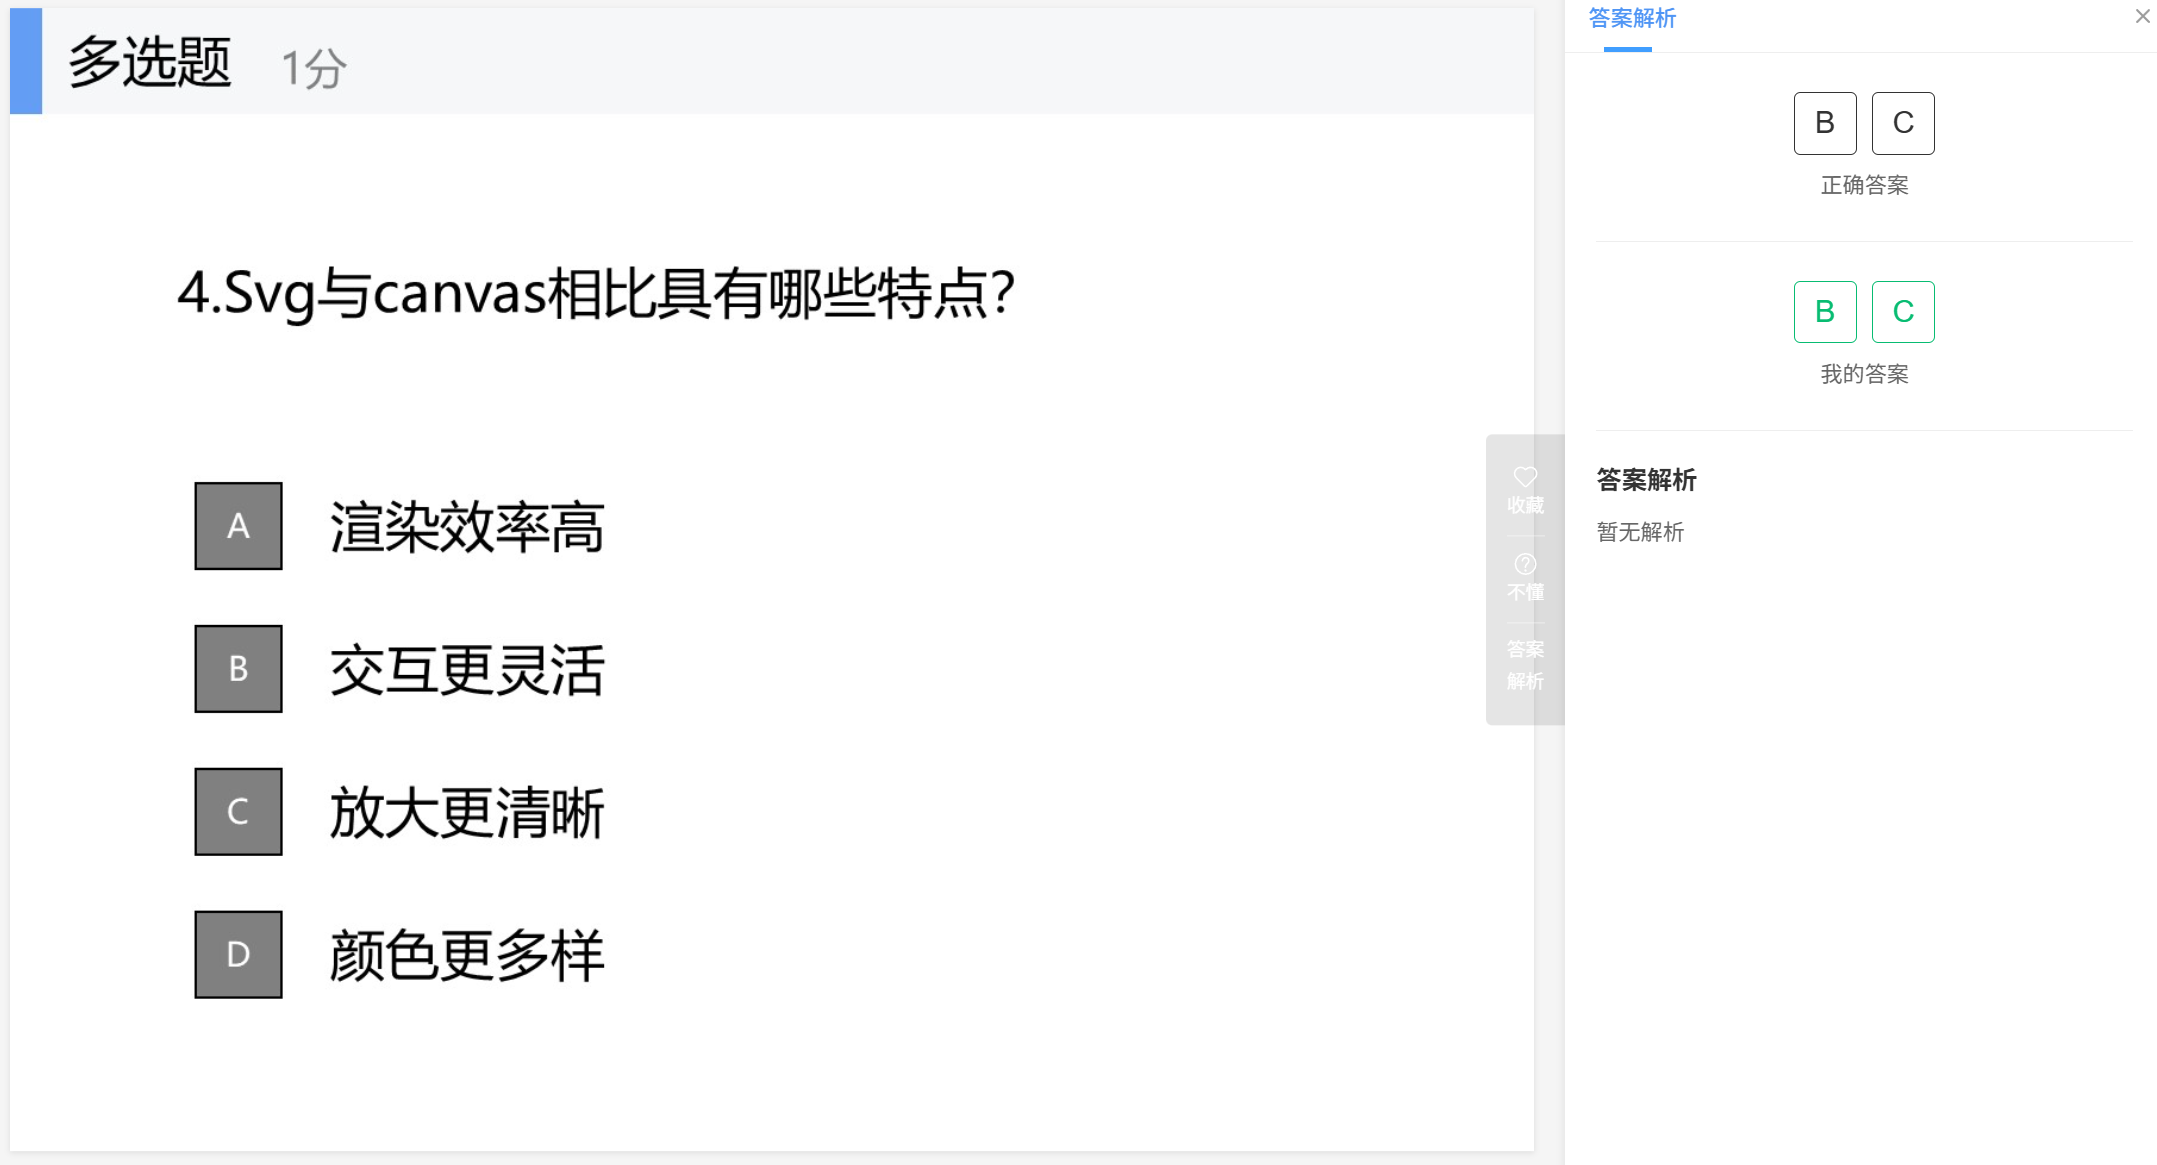 多选题 1分
4.Svg与canvas相比具有哪些特点?
A 渲染效率高
B 交互更灵活
C 放大更清晰
D 颜色更多样
收藏
不懂
答案
解析
答案解析
B C
正确答案
B C
我的答案
答案解析
暂无解析